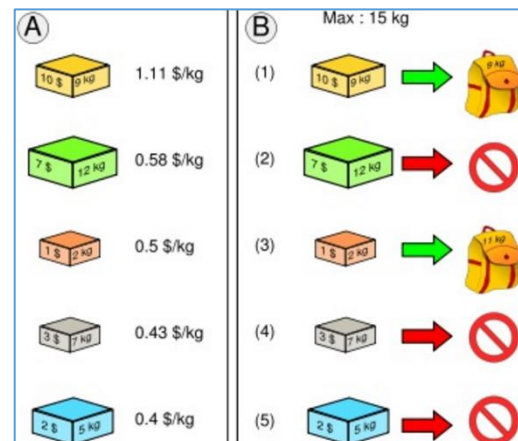 A
10 $ 9 kg
1.11 $/kg
7 $ 12 kg
0.58 $/kg
1 $ 2 kg
0.5 $/kg
3 $ 7 kg
0.43 $/kg
2 $ 5 kg
0.4 $/kg
B
Max : 15 kg
(1)
10 $ 9 kg
9 kg
(2)
7 $ 12 kg
(3)
1 $ 2 kg
11 kg
(4)
3 $ 7 kg
(5)
2 $ 5 kg